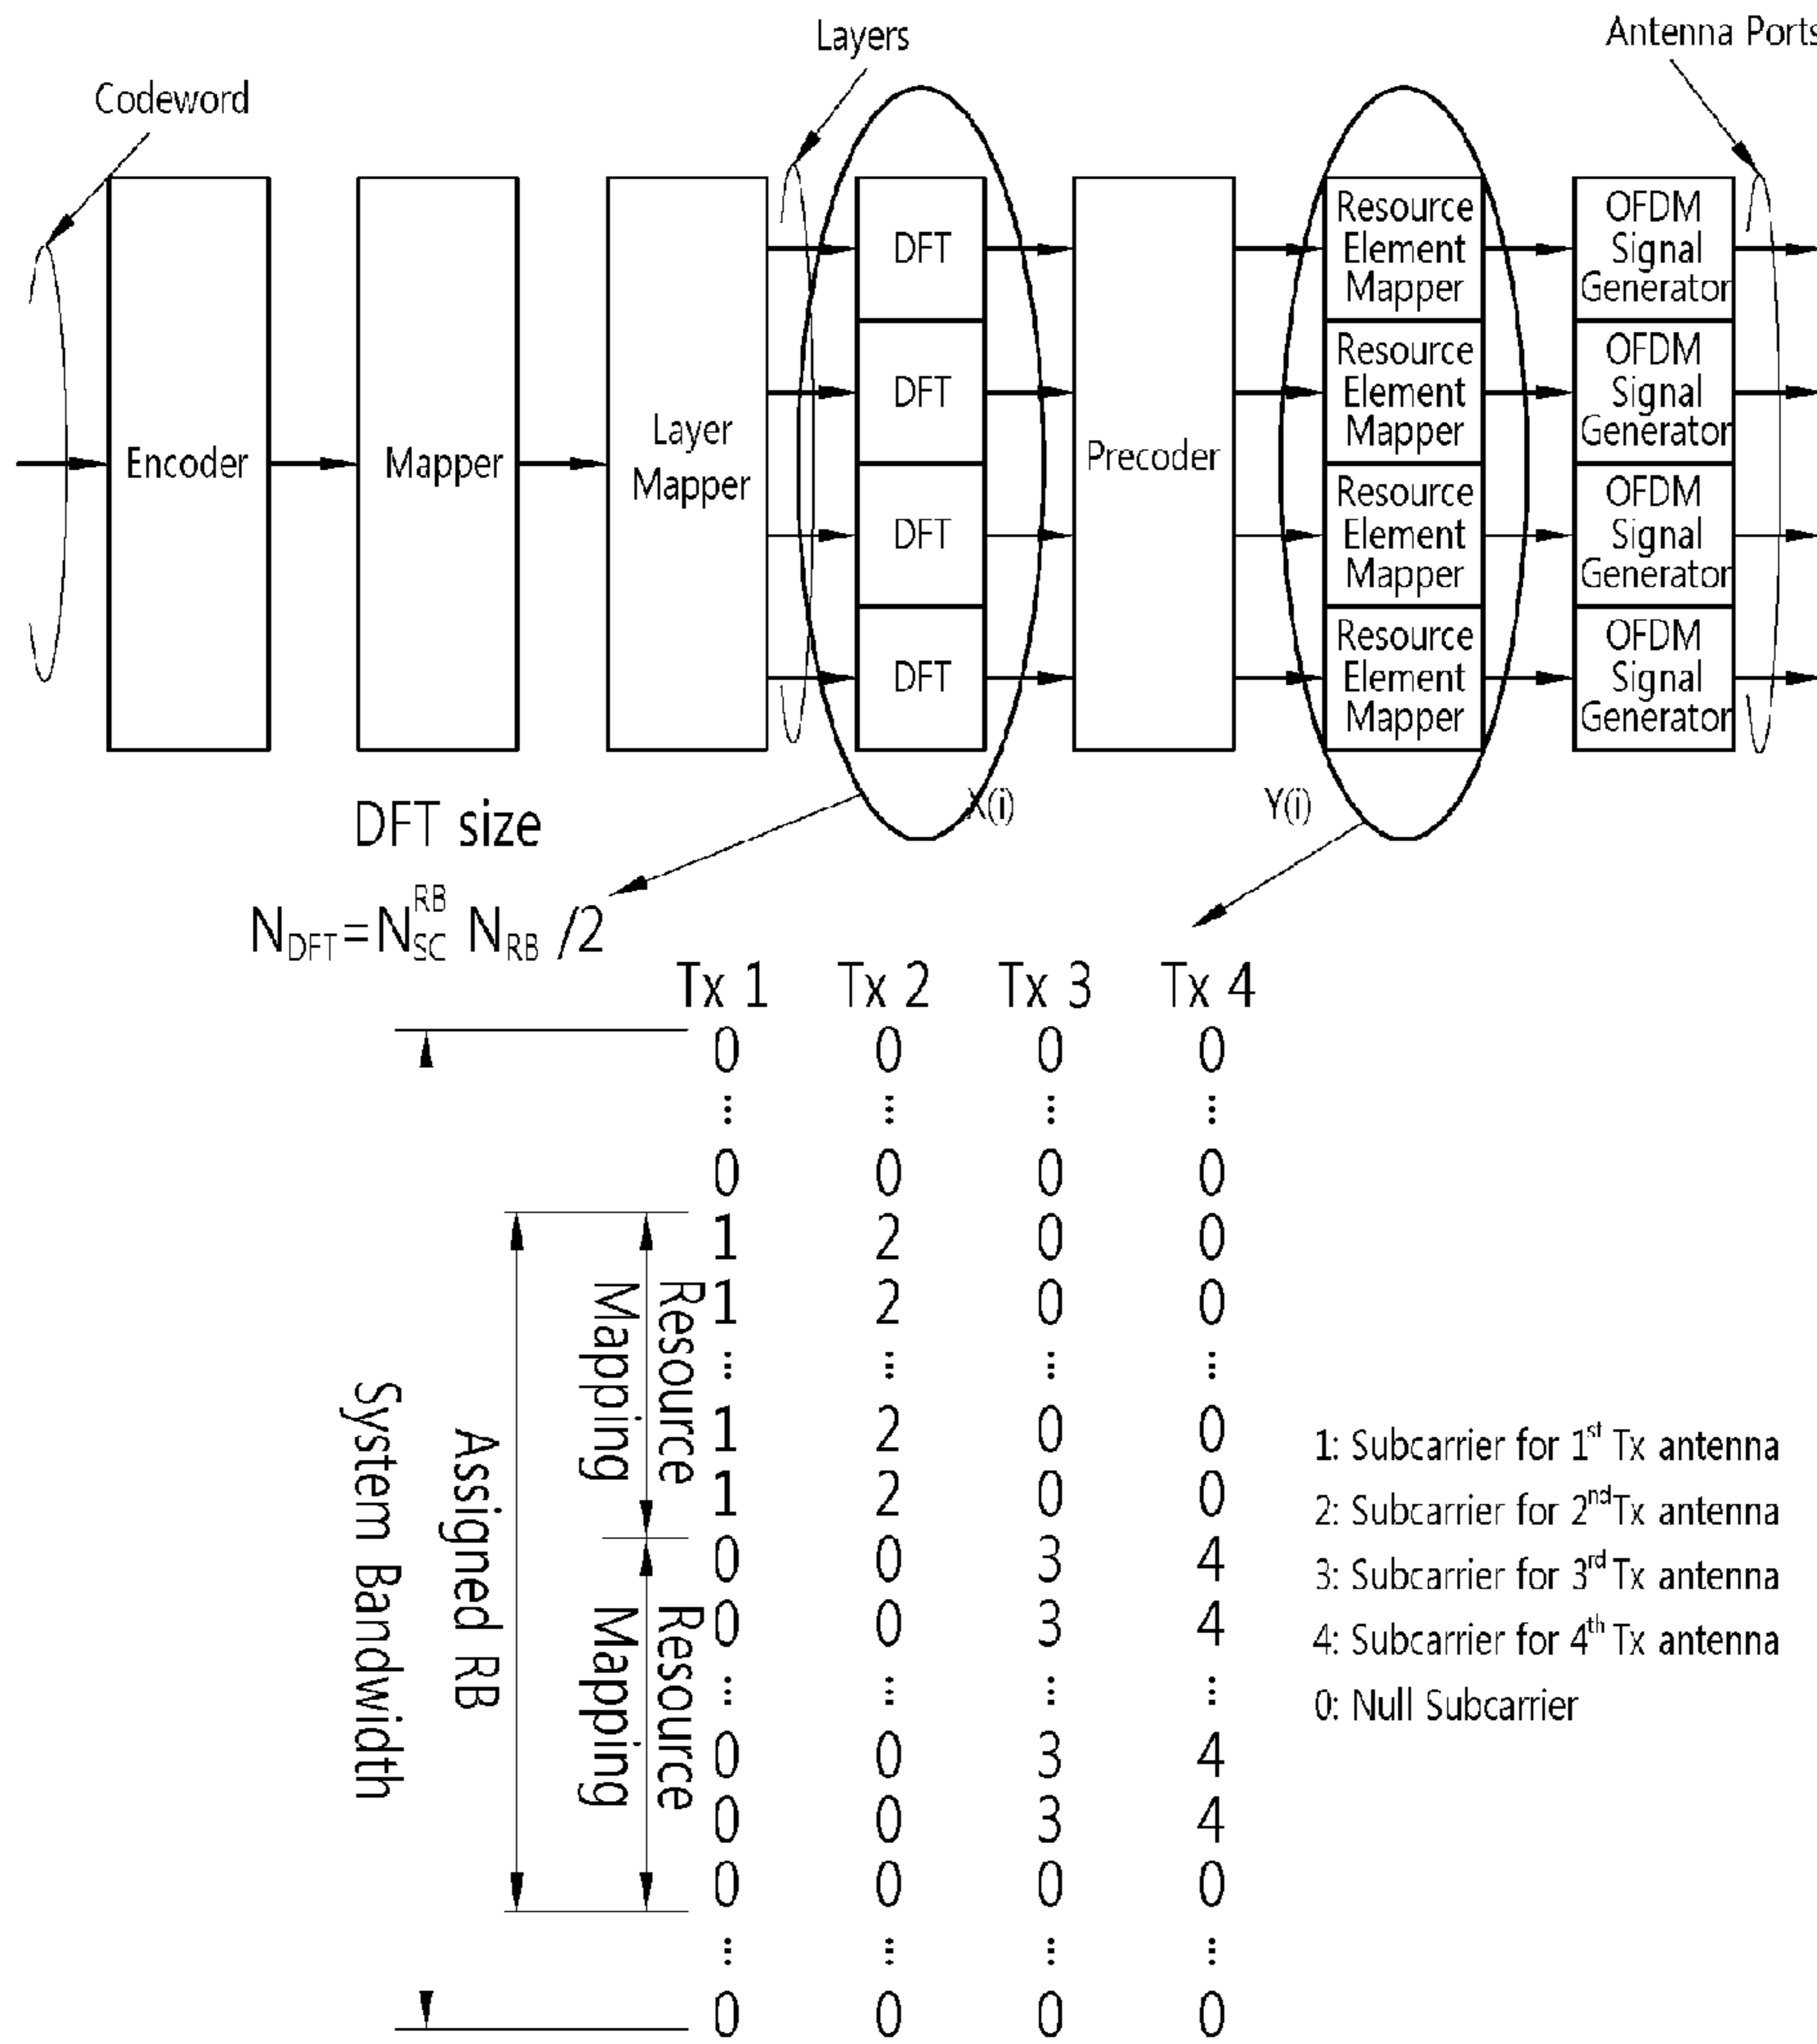 Layers
Antenna Ports
Codeword
Encoder
Mapper
Layer
Mapper
DFT
DFT
DFT
DFT
Precoder
Resource
Element
Mapper
Resource
Element
Mapper
Resource
Element
Mapper
Resource
Element
Mapper
OFDM
Signal
Generator
OFDM
Signal
Generator
OFDM
Signal
Generator
OFDM
Signal
Generator
X(i)
Y(i)
DFT size
N_DFT=N_SC^RB N_RB /2
Tx 1 Tx 2 Tx 3 Tx 4
0 0 0 0
... ... ... ...
0 0 0 0
1 2 0 0
1 2 0 0
... ... ... ...
1 2 0 0
1 2 0 0
0 0 3 4
0 0 3 4
... ... ... ...
0 0 3 4
0 0 3 4
0 0 0 0
... ... ... ...
0 0 0 0
Resource
Mapping
Resource
Mapping
Assigned RB
System Bandwidth
1: Subcarrier for 1st Tx antenna
2: Subcarrier for 2nd Tx antenna
3: Subcarrier for 3rd Tx antenna
4: Subcarrier for 4th Tx antenna
0: Null Subcarrier